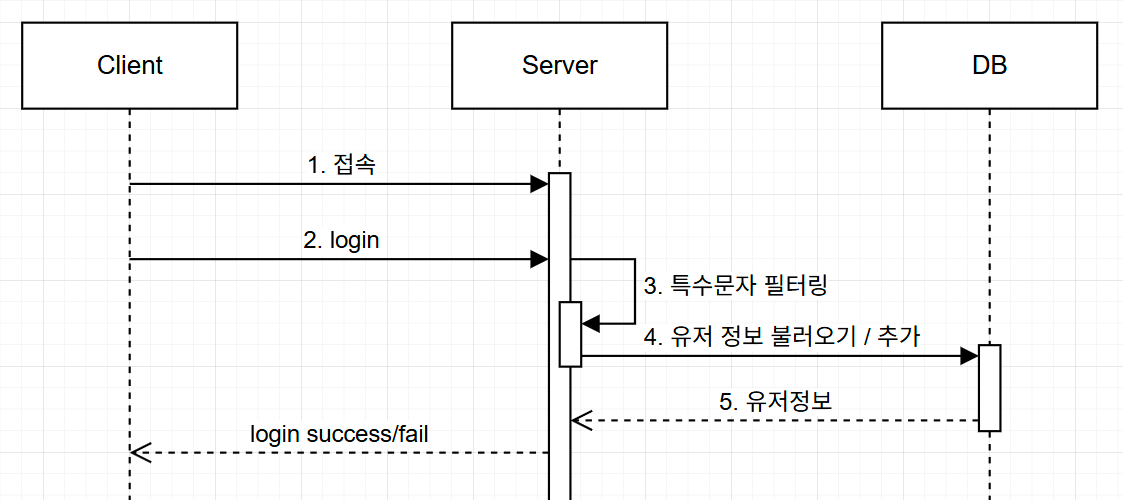 Client
Server
DB
1. 접속
2. login
3. 특수문자 필터링
4. 유저 정보 불러오기 / 추가
5. 유저정보
login success/fail